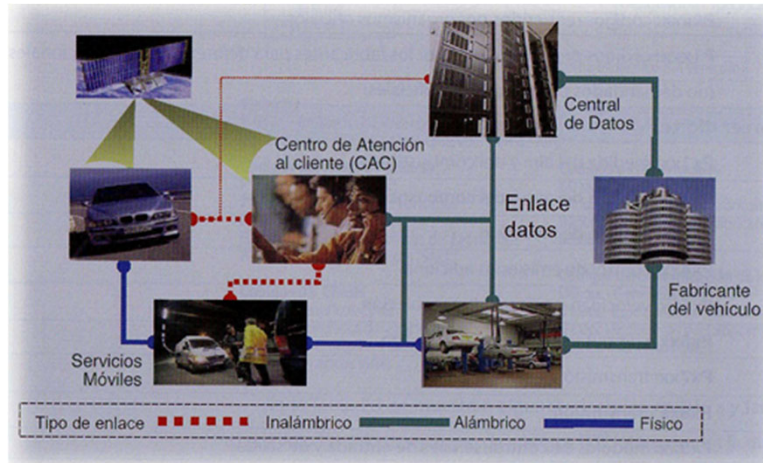 Central
de Datos
Centro de Atención
al cliente (CAC)
Enlace
datos
Fabricante
del vehículo
Servicios
Móviles
Tipo de enlace
Inalámbrico
Alámbrico
Físico